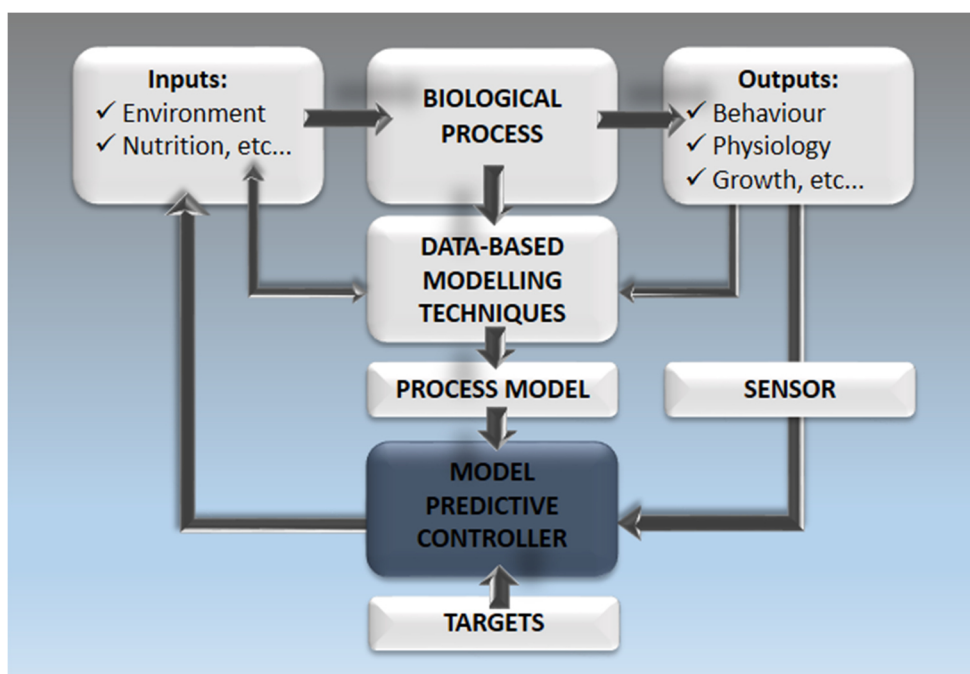 Inputs:
✓ Environment
✓ Nutrition, etc...
BIOLOGICAL
PROCESS
Outputs:
✓ Behaviour
✓ Physiology
✓ Growth, etc...
DATA-BASED
MODELLING
TECHNIQUES
PROCESS MODEL
SENSOR
MODEL
PREDICTIVE
CONTROLLER
TARGETS